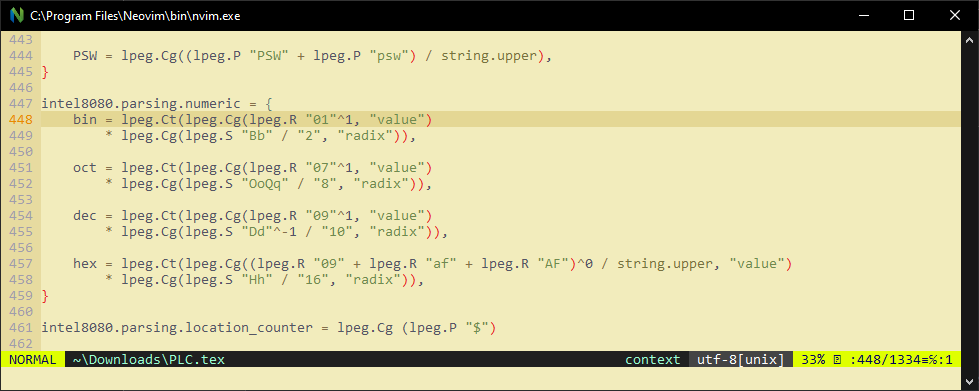 C:\Program Files\Neovim\bin\nvim.exe
443
444     PSW = lpeg.Cg((lpeg.P "PSW" + lpeg.P "psw") / string.upper),
445 }
446
447 intel8080.parsing.numeric = {
448     bin = lpeg.Ct(lpeg.Cg(lpeg.R "01"^1, "value")
449         * lpeg.Cg(lpeg.S "Bb" / "2", "radix")),
450
451     oct = lpeg.Ct(lpeg.Cg(lpeg.R "07"^1, "value")
452         * lpeg.Cg(lpeg.S "OoQq" / "8", "radix")),
453
454     dec = lpeg.Ct(lpeg.Cg(lpeg.R "09"^1, "value")
455         * lpeg.Cg(lpeg.S "Dd"^-1 / "10", "radix")),
456
457     hex = lpeg.Ct(lpeg.Cg((lpeg.R "09" + lpeg.R "af" + lpeg.R "AF")^0 / string.upper, "value")
458         * lpeg.Cg(lpeg.S "Hh" / "16", "radix")),
459 }
460
461 intel8080.parsing.location_counter = lpeg.Cg (lpeg.P "$")
462
NORMAL ~\Downloads\PLC.tex context utf-8[unix] 33% :448/1334≡%:1